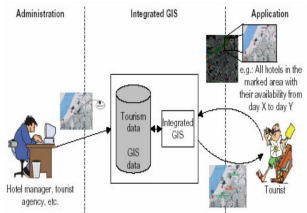 Administration
Integrated GIS
Application
e.g.: All hotels in the
marked area with
their availability from
day X to day Y
Tourism
data
GIS
data
Integrated
GIS
Hotel manager, tourist
agency, etc.
Tourist